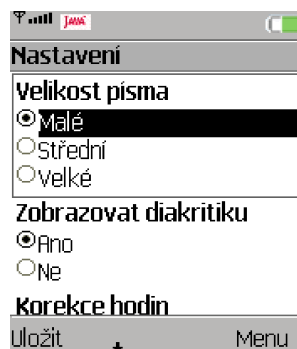 JAVA
Nastavení
Velikost písma
Malé
Střední
Velké
Zobrazovat diakritiku
Ano
Ne
Korekce hodin
Uložit Menu